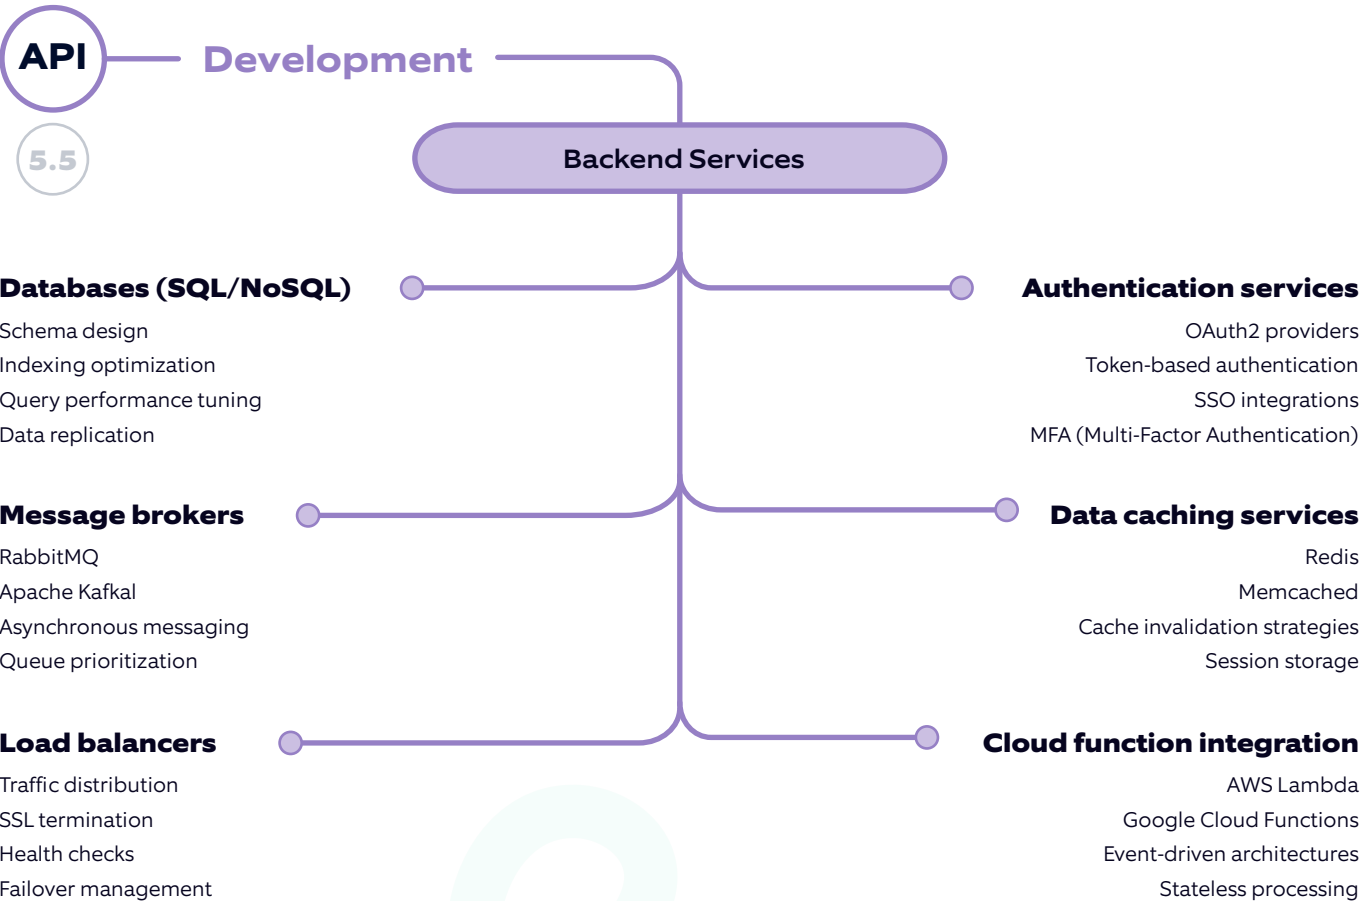 API
Development
5.5
Backend Services
Databases (SQL/NoSQL)
Schema design
Indexing optimization
Query performance tuning
Data replication
Authentication services
OAuth2 providers
Token-based authentication
SSO integrations
MFA (Multi-Factor Authentication)
Message brokers
RabbitMQ
Apache Kafkal
Asynchronous messaging
Queue prioritization
Data caching services
Redis
Memcached
Cache invalidation strategies
Session storage
Load balancers
Traffic distribution
SSL termination
Health checks
Failover management
Cloud function integration
AWS Lambda
Google Cloud Functions
Event-driven architectures
Stateless processing